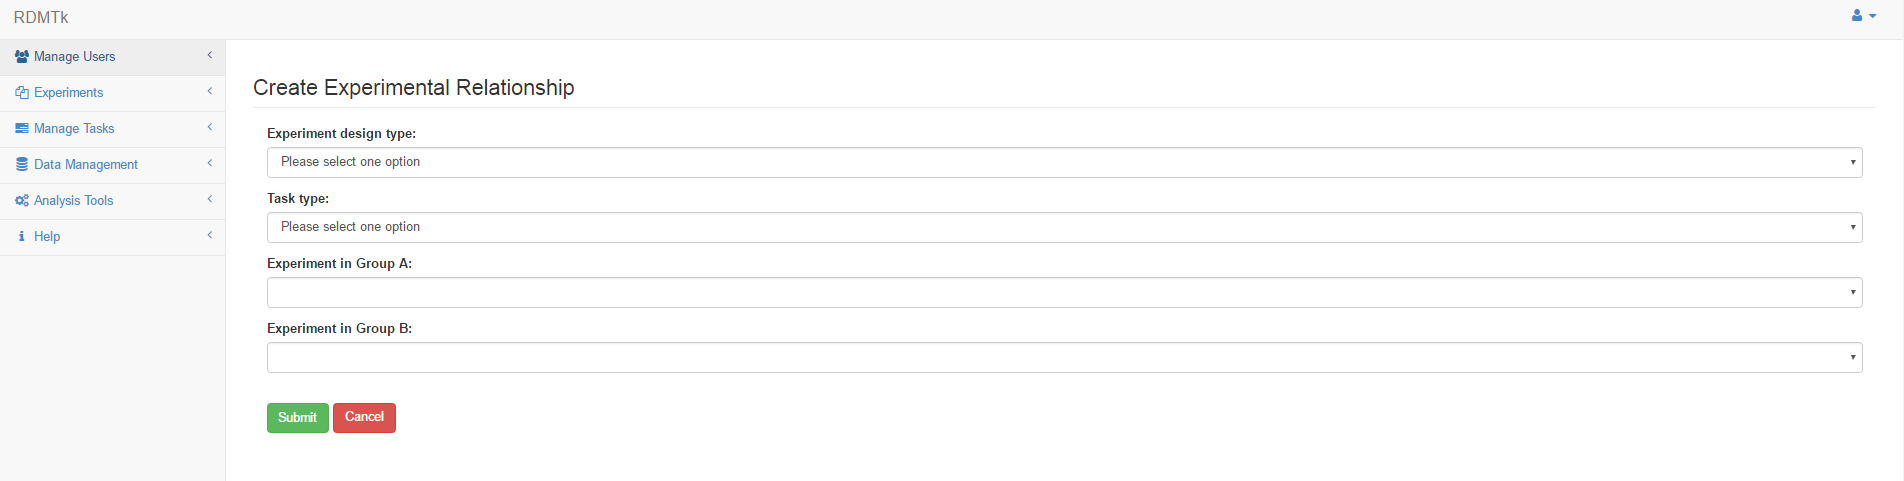 RDMTk
Manage Users
Experiments
Manage Tasks
Data Management
Analysis Tools
Help
Create Experimental Relationship
Experiment design type:
Please select one option
Task type:
Please select one option
Experiment in Group A:
Experiment in Group B:
Submit Cancel